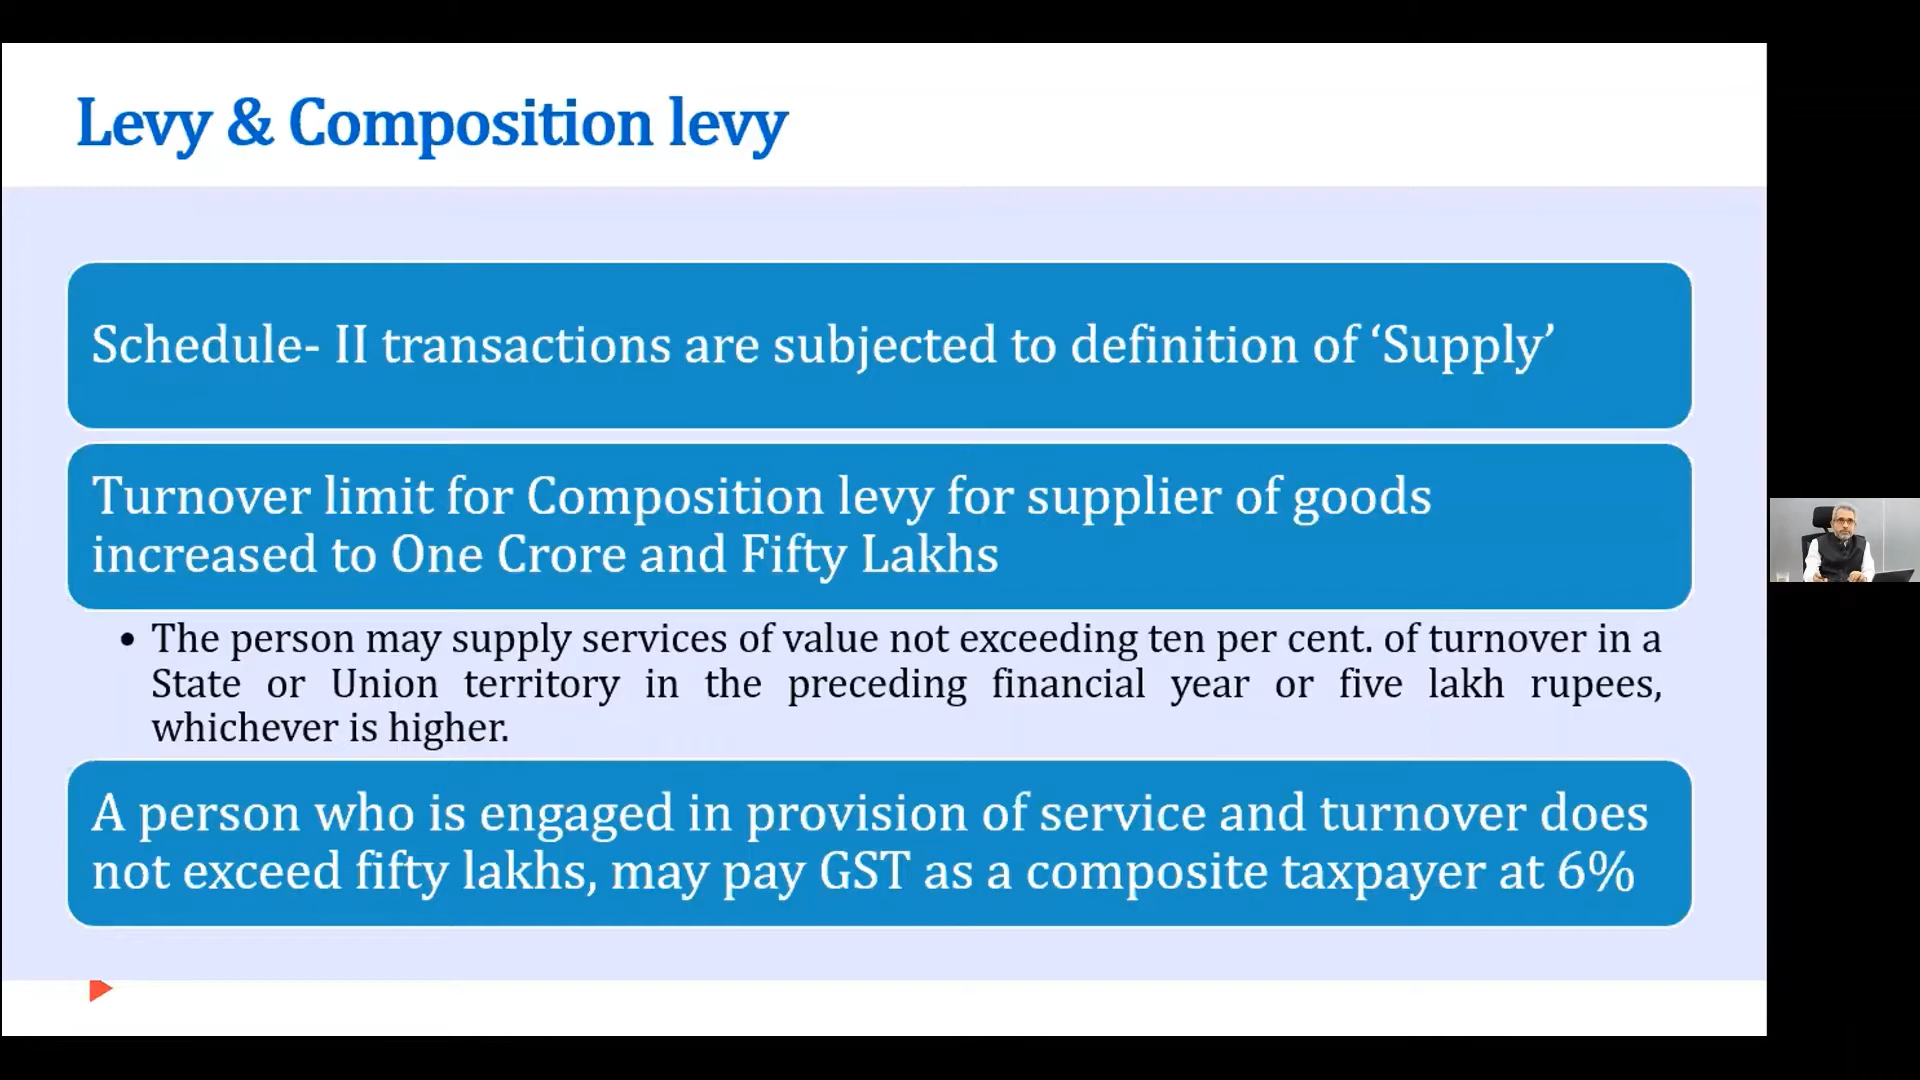 Levy & Composition levy
Schedule- II transactions are subjected to definition of ‘Supply’
Turnover limit for Composition levy for supplier of goods
increased to One Crore and Fifty Lakhs
• The person may supply services of value not exceeding ten per cent. of turnover in a
State or Union territory in the preceding financial year or five lakh rupees,
whichever is higher.
A person who is engaged in provision of service and turnover does
not exceed fifty lakhs, may pay GST as a composite taxpayer at 6%